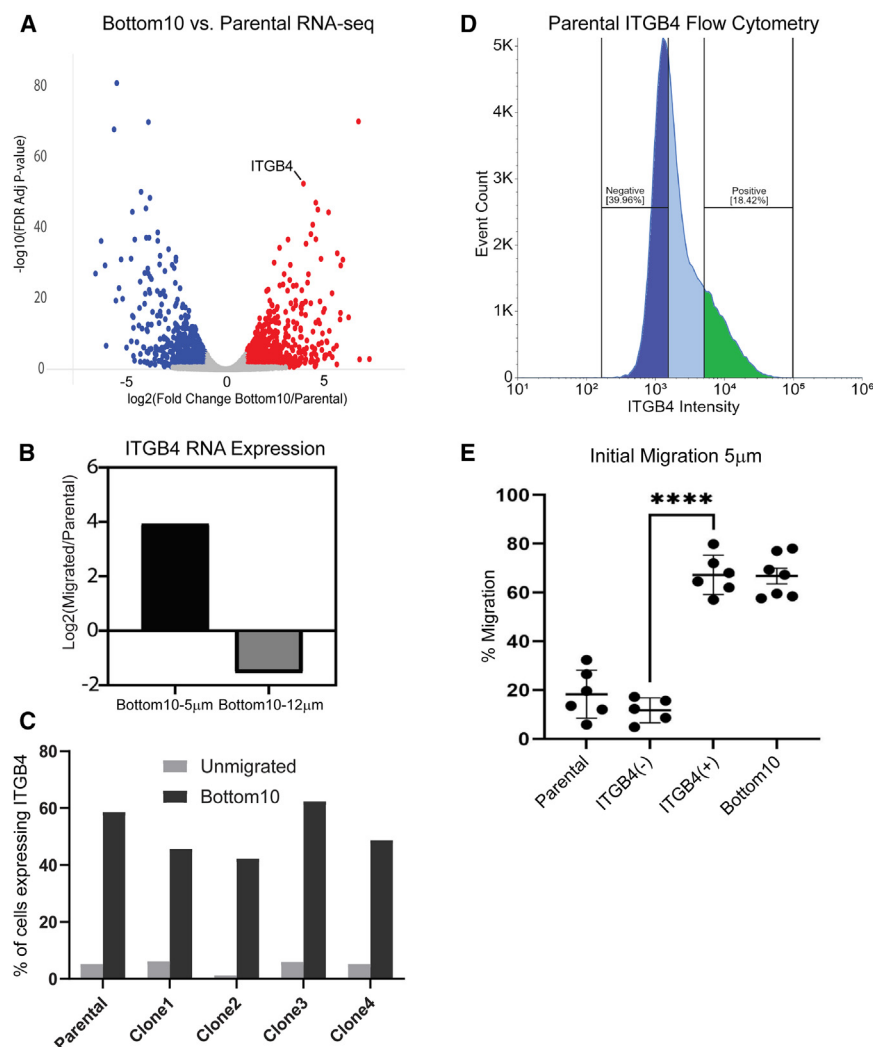 A
Bottom10 vs. Parental RNA-seq
80
60
40
20
0
-5
0
5
ITGB4
-log10(FDR Adj P-value)
log2(Fold Change Bottom10/Parental)
B
ITGB4 RNA Expression
6
4
2
0
-2
Log2(Migrated/Parental)
Bottom10-5μm
Bottom10-12μm
C
80
60
40
20
0
% of cells expressing ITGB4
Unmigrated
Bottom10
Parental
Clone1
Clone2
Clone3
Clone4
D
Parental ITGB4 Flow Cytometry
5K
4K
3K
2K
1K
0
Event Count
Negative
[39.96%]
Positive
[18.42%]
10¹
10²
10³
10⁴
10⁵
10⁶
ITGB4 Intensity
E
Initial Migration 5μm
100
80
60
40
20
0
% Migration
****
Parental
ITGB4(-)
ITGB4(+)
Bottom10